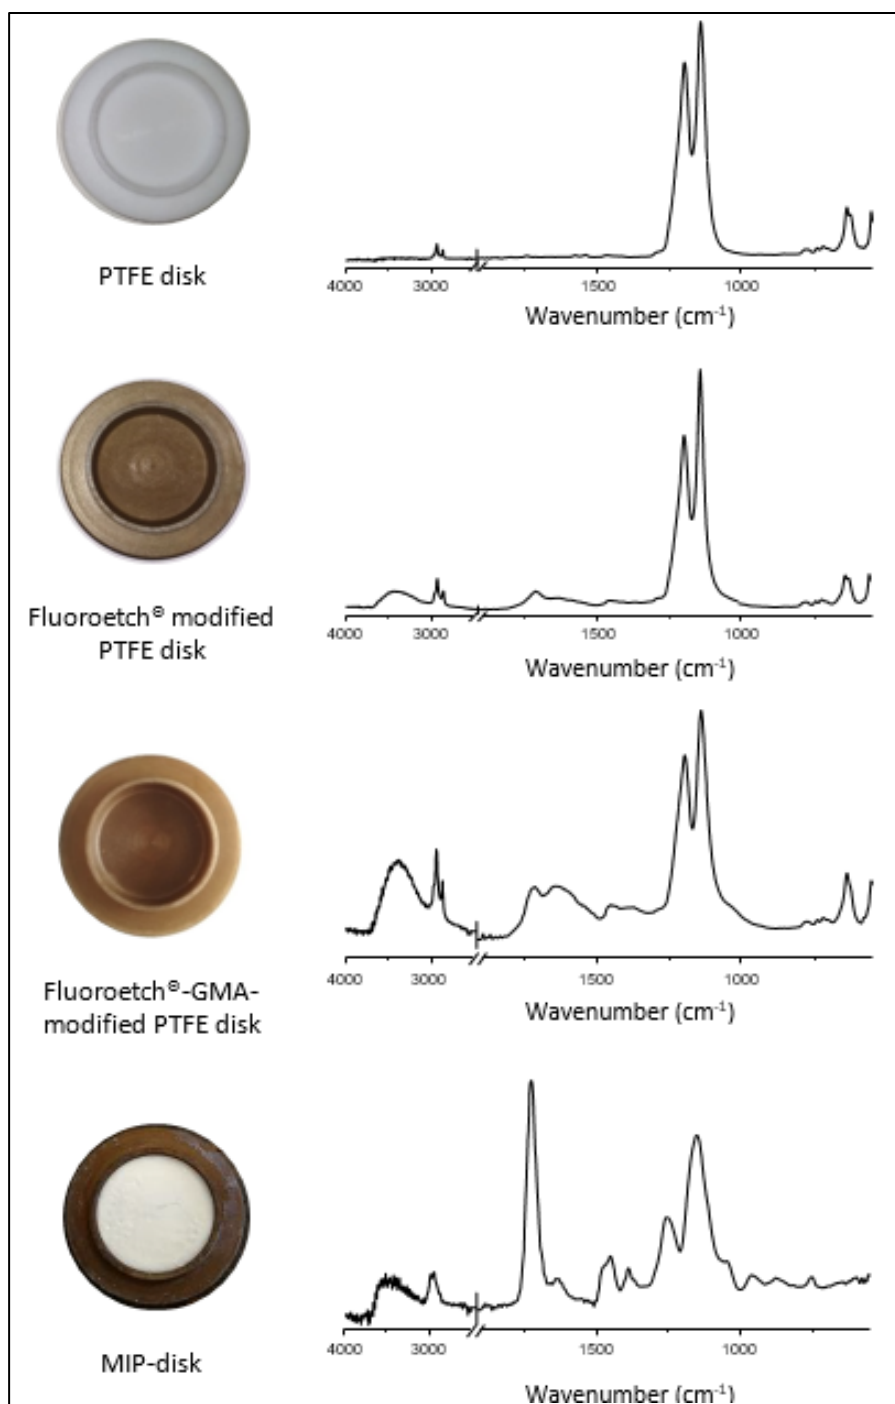 PTFE disk
4000 3000 1500 1000
Wavenumber (cm⁻¹)
Fluoroetch® modified
PTFE disk
4000 3000 1500 1000
Wavenumber (cm⁻¹)
Fluoroetch®-GMA-
modified PTFE disk
4000 3000 1500 1000
Wavenumber (cm⁻¹)
MIP-disk
4000 3000 1500 1000
Wavenumber (cm⁻¹)